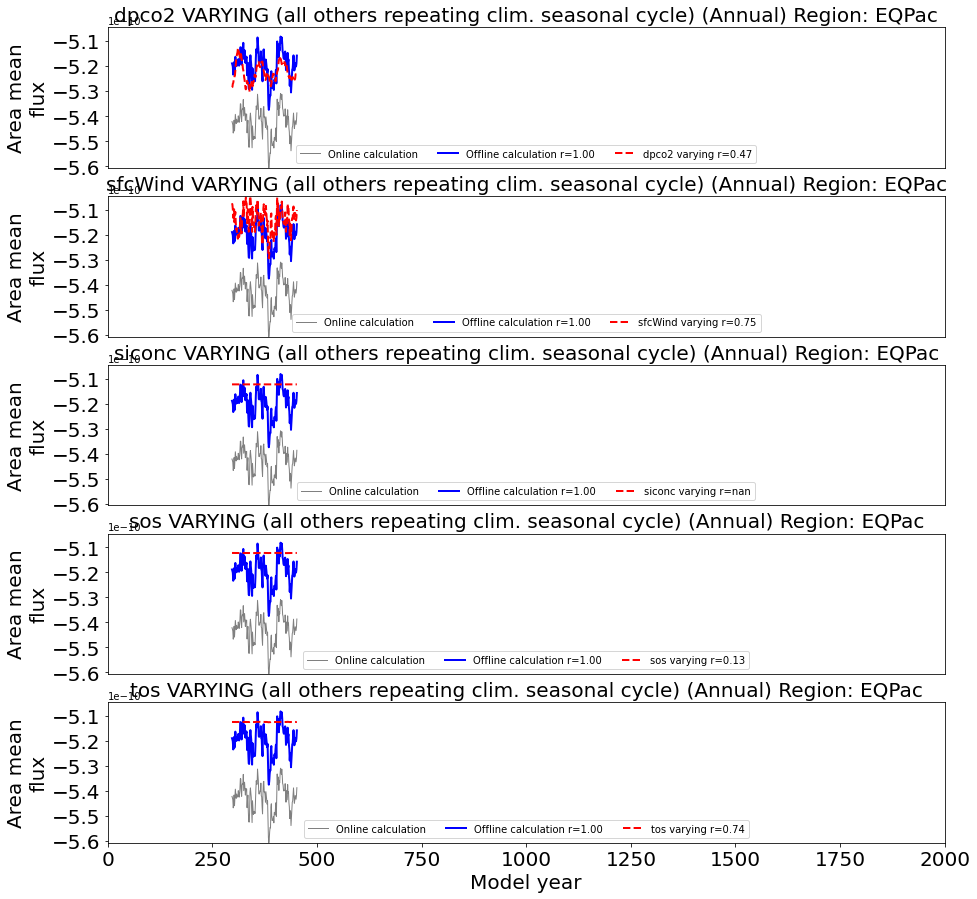 dpco2 VARYING (all others repeating clim. seasonal cycle) (Annual) Region: EQPac
1e−10
−5.1
−5.2
−5.3
−5.4
−5.5
−5.6
Area mean
flux
Online calculation
Offline calculation r=1.00
dpco2 varying r=0.47
sfcWind VARYING (all others repeating clim. seasonal cycle) (Annual) Region: EQPac
1e−10
−5.1
−5.2
−5.3
−5.4
−5.5
−5.6
Area mean
flux
Online calculation
Offline calculation r=1.00
sfcWind varying r=0.75
siconc VARYING (all others repeating clim. seasonal cycle) (Annual) Region: EQPac
1e−10
−5.1
−5.2
−5.3
−5.4
−5.5
−5.6
Area mean
flux
Online calculation
Offline calculation r=1.00
siconc varying r=nan
sos VARYING (all others repeating clim. seasonal cycle) (Annual) Region: EQPac
1e−10
−5.1
−5.2
−5.3
−5.4
−5.5
−5.6
Area mean
flux
Online calculation
Offline calculation r=1.00
sos varying r=0.13
tos VARYING (all others repeating clim. seasonal cycle) (Annual) Region: EQPac
1e−10
−5.1
−5.2
−5.3
−5.4
−5.5
−5.6
Area mean
flux
Online calculation
Offline calculation r=1.00
tos varying r=0.74
0 250 500 750 1000 1250 1500 1750 2000
Model year